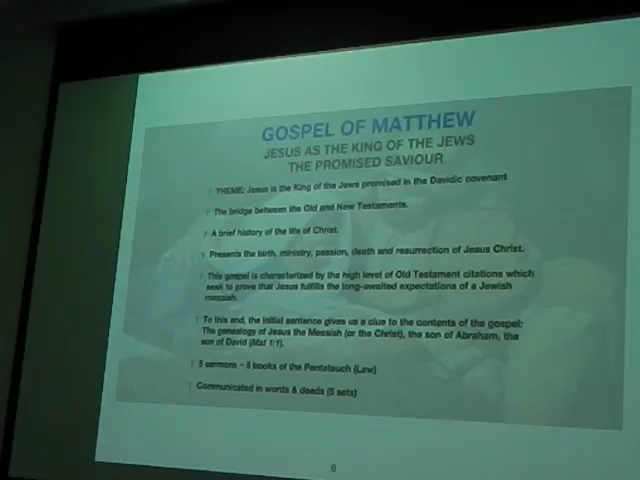 GOSPEL OF MATTHEW
JESUS AS THE KING OF THE JEWS
THE PROMISED SAVIOUR
THEME: Jesus is the King of the Jews promised in the Davidic covenant
The bridge between the Old and New Testaments.
A brief history of the life of Christ.
Presents the birth, ministry, passion, death and resurrection of Jesus Christ.
This gospel is characterized by the high level of Old Testament citations which
seek to prove that Jesus fulfills the long-awaited expectations of a Jewish
messiah.
To this end, the initial sentence gives us a clue to the contents of the gospel:
The genealogy of Jesus the Messiah (or the Christ), the son of Abraham, the
son of David (Mat 1:1).
5 sermons - 5 books of the Pentateuch (Law)
Communicated in words & deeds (5 sets)
6